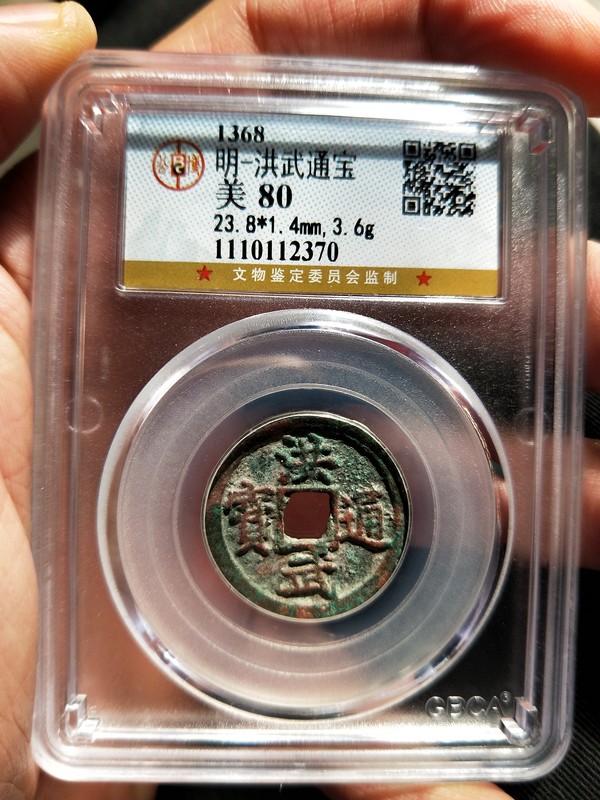 1368
明-洪武通宝
美 80
23.8*1.4mm,3.6g
1110112370
★ 文物鉴定委员会监制 ★
洪
寶 通
武
GBCA®